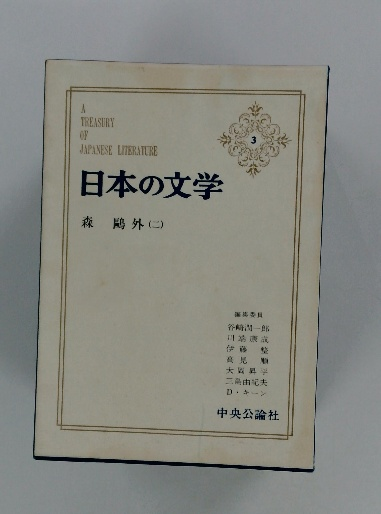 A
TREASURY
OF
JAPANESE LITERATURE
3
日本の文学
森 鷗外(二)
編集委員
谷崎潤一郎
川端康成
伊藤 整
高見 順
大岡昇平
三島由紀夫
D・キーン
中央公論社